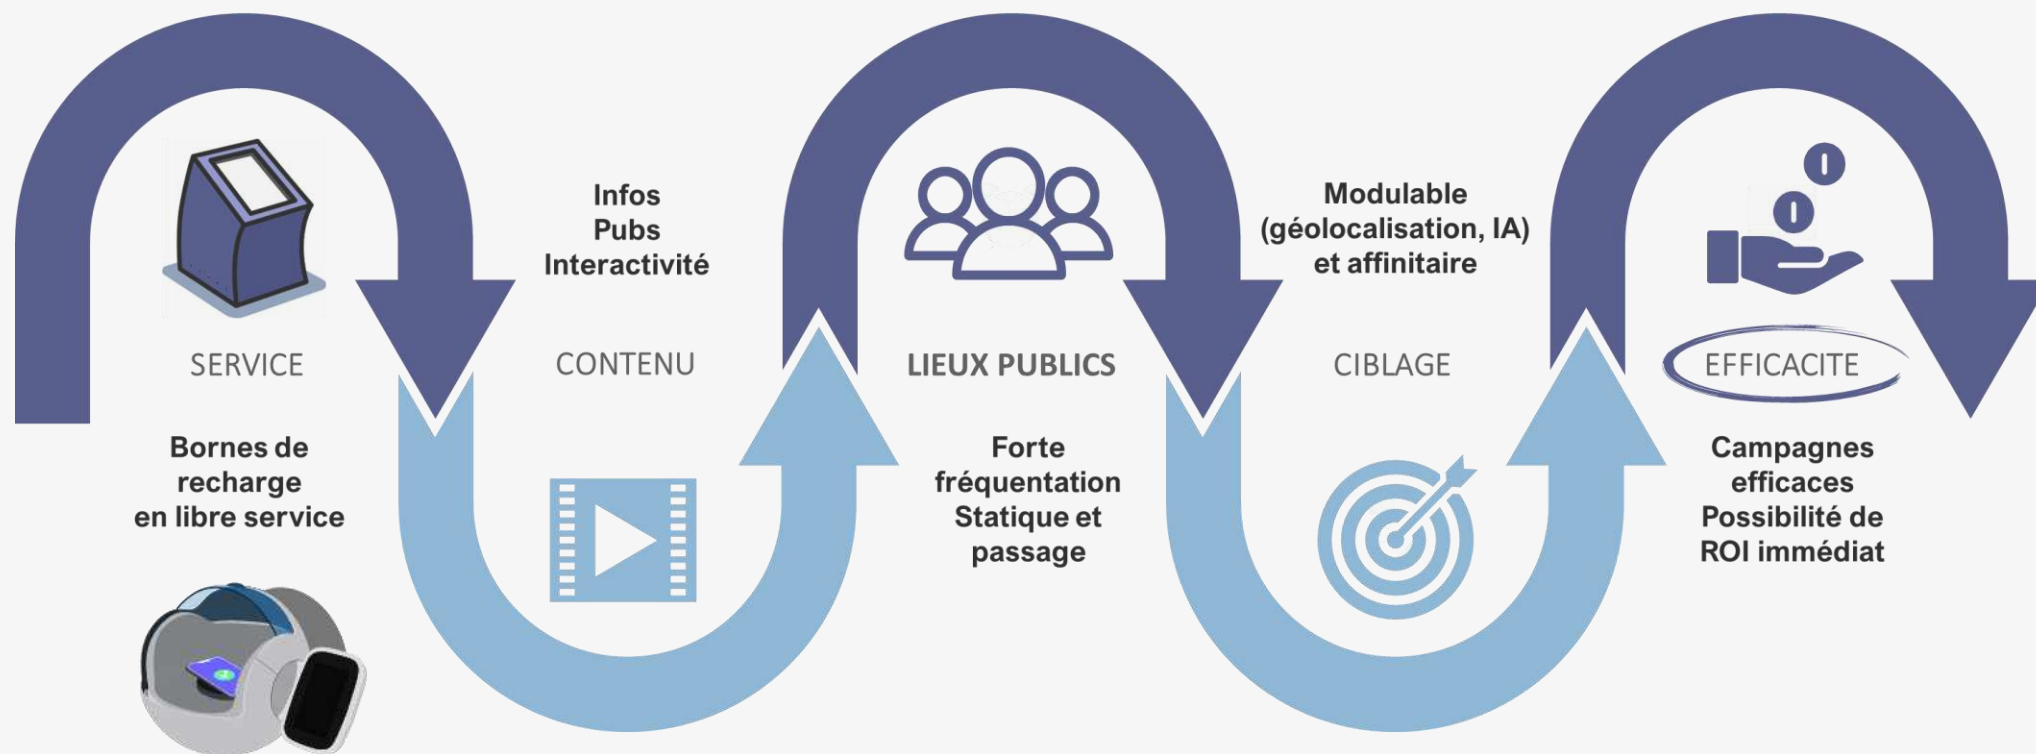 SERVICE
Bornes de
recharge
en libre service
Infos
Pubs
Interactivité
CONTENU
LIEUX PUBLICS
Forte
fréquentation
Statique et
passage
Modulable
(géolocalisation, IA)
et affinitaire
CIBLAGE
EFFICACITE
Campagnes
efficaces
Possibilité de
ROI immédiat